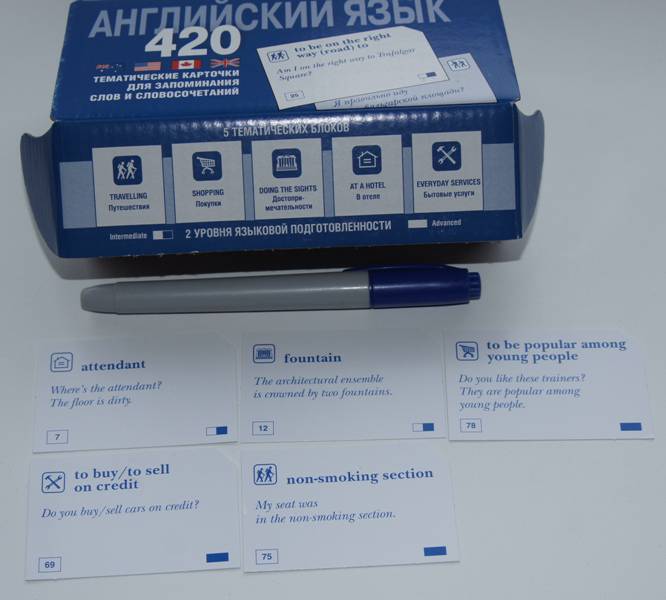 АНГЛИЙСКИЙ ЯЗЫК
420
ТЕМАТИЧЕСКИЕ КАРТОЧКИ
ДЛЯ ЗАПОМИНАНИЯ
СЛОВ И СЛОВОСОЧЕТАНИЙ
to be on the right
way (road) to
Am I on the right way to Trafalgar
Square?
25
Я правильно иду
площади?
5 ТЕМАТИЧЕСКИХ БЛОКОВ
TRAVELLING
Путешествия
SHOPPING
Покупки
DOING THE SIGHTS
Достопри-
мечательности
AT A HOTEL
В отеле
EVERYDAY SERVICES
Бытовые услуги
Intermediate
2 УРОВНЯ ЯЗЫКОВОЙ ПОДГОТОВЛЕННОСТИ
Advanced
attendant
Where's the attendant?
The floor is dirty.
7
fountain
The architectural ensemble
is crowned by two fountains.
12
to be popular among
young people
Do you like these trainers?
They are popular among
young people.
78
to buy/to sell
on credit
Do you buy/sell cars on credit?
69
non-smoking section
My seat was
in the non-smoking section.
75